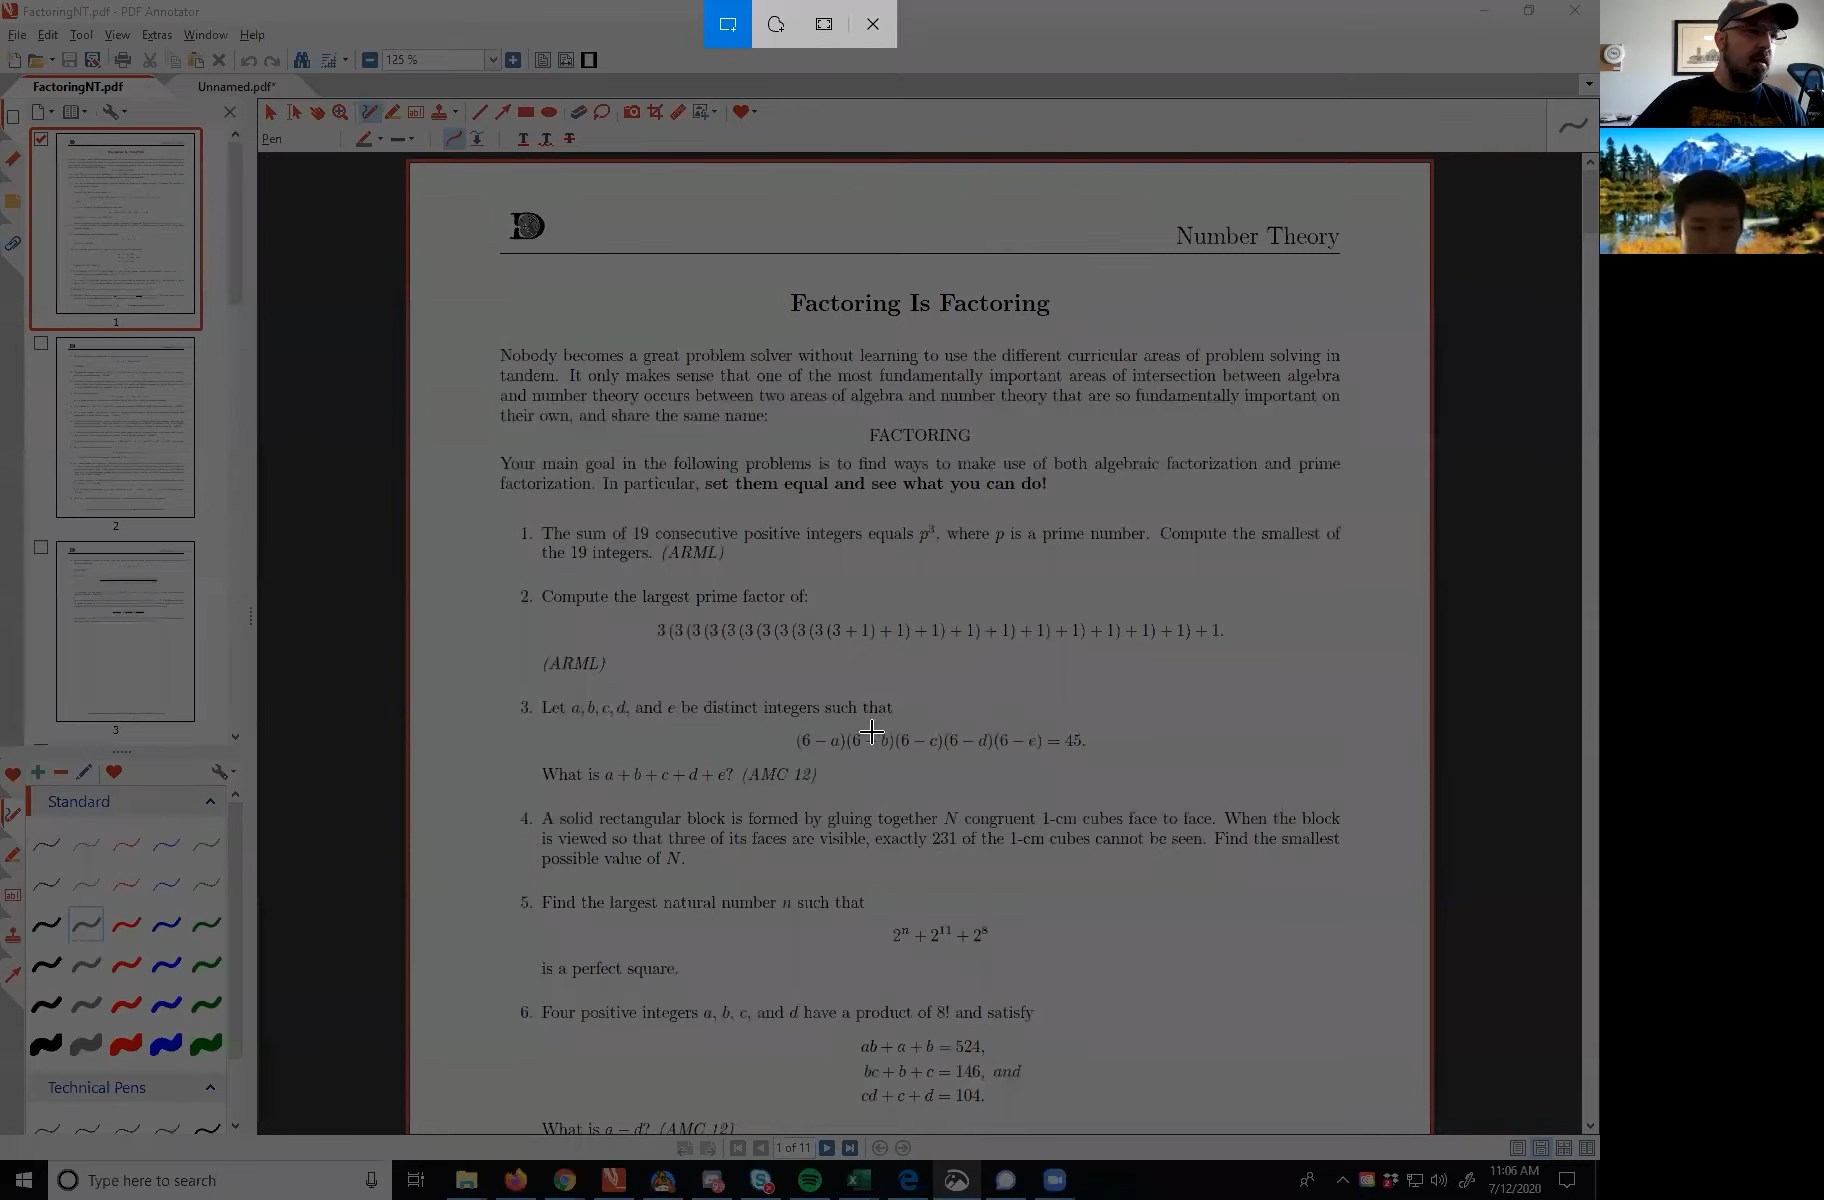 FactoringNT.pdf - PDF Annotator
File Edit Tool View Extras Window Help
125 %
FactoringNT.pdf
Unnamed.pdf*
Pen
1
2
3
Standard
Technical Pens
D
Number Theory
Factoring Is Factoring
Nobody becomes a great problem solver without learning to use the different curricular areas of problem solving in
tandem. It only makes sense that one of the most fundamentally important areas of intersection between algebra
and number theory occurs between two areas of algebra and number theory that are so fundamentally important on
their own, and share the same name:
FACTORING
Your main goal in the following problems is to find ways to make use of both algebraic factorization and prime
factorization. In particular, set them equal and see what you can do!
1. The sum of 19 consecutive positive integers equals p³, where p is a prime number. Compute the smallest of
the 19 integers. (ARML)
2. Compute the largest prime factor of:
3 (3 (3 (3 (3 (3 (3 (3 (3 (3 (3 + 1) + 1) + 1) + 1) + 1) + 1) + 1) + 1) + 1) + 1) + 1.
(ARML)
3. Let a, b, c, d, and e be distinct integers such that
(6 − a)(6 − b)(6 − c)(6 − d)(6 − e) = 45.
What is a + b + c + d + e? (AMC 12)
4. A solid rectangular block is formed by gluing together N congruent 1-cm cubes face to face. When the block
is viewed so that three of its faces are visible, exactly 231 of the 1-cm cubes cannot be seen. Find the smallest
possible value of N.
5. Find the largest natural number n such that
2ⁿ + 2¹¹ + 2⁸
is a perfect square.
6. Four positive integers a, b, c, and d have a product of 8! and satisfy
ab + a + b = 524,
bc + b + c = 146, and
cd + c + d = 104.
What is a − d? (AMC 12)
1 of 11
Type here to search
11:06 AM
7/12/2020